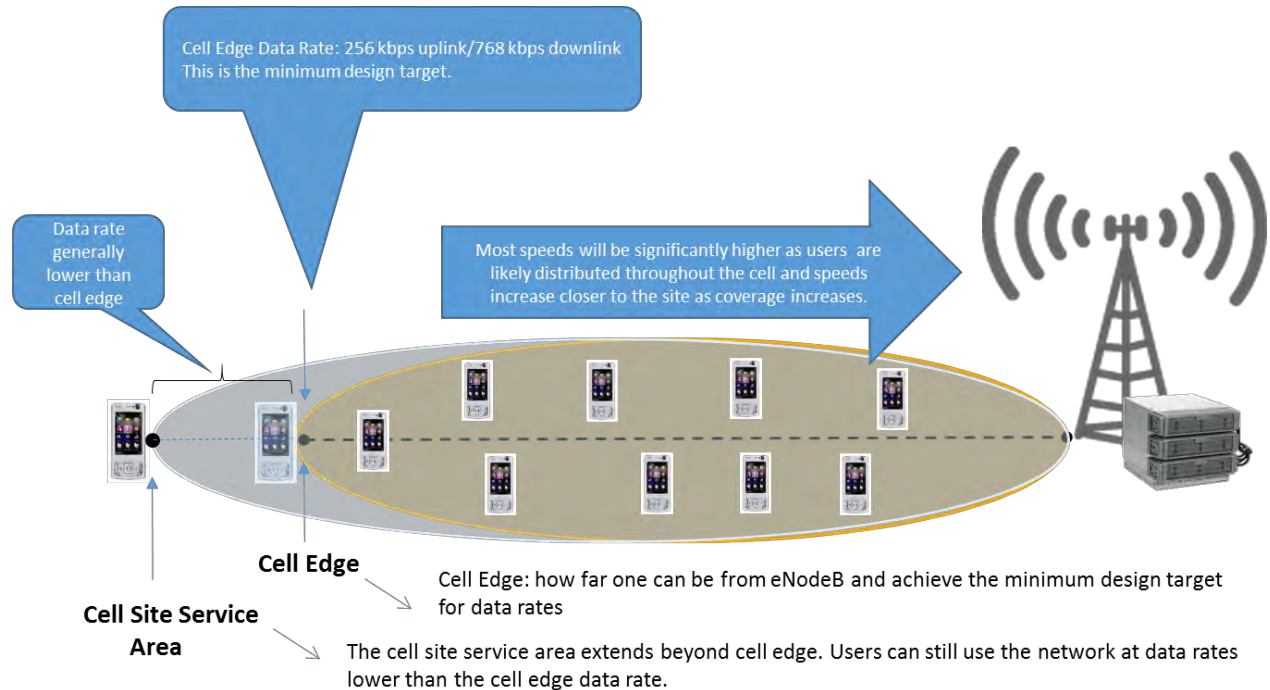 Cell Edge Data Rate: 256 kbps uplink/768 kbps downlink
This is the minimum design target.
Data rate
generally
lower than
cell edge
Most speeds will be significantly higher as users are
likely distributed throughout the cell and speeds
increase closer to the site as coverage increases.
Cell Edge
Cell Edge: how far one can be from eNodeB and achieve the minimum design target
for data rates
Cell Site Service
Area
The cell site service area extends beyond cell edge. Users can still use the network at data rates
lower than the cell edge data rate.